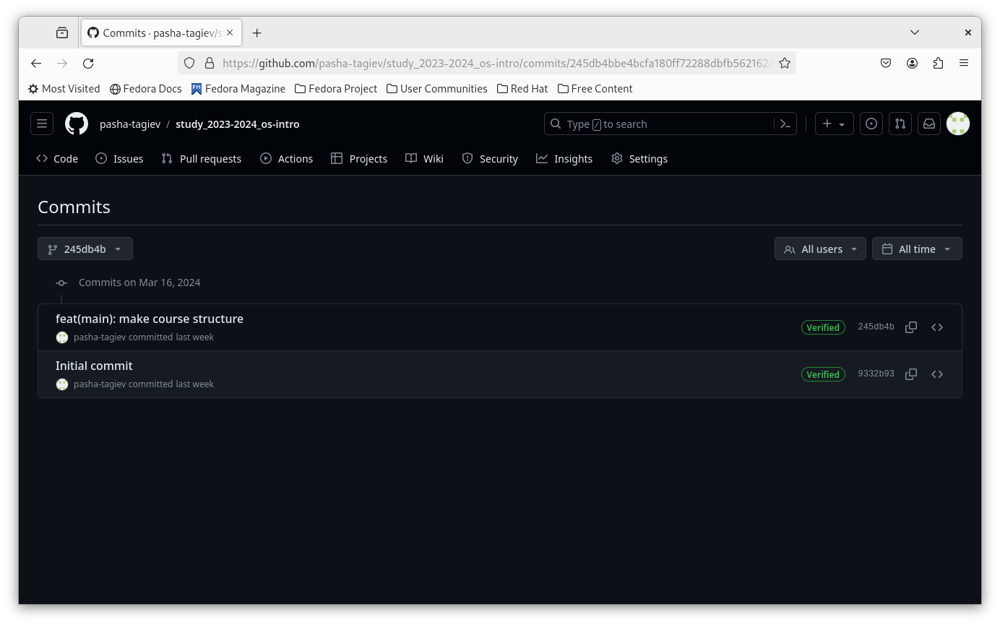 Commits · pasha-tagiev/s
https://github.com/pasha-tagiev/study_2023-2024_os-intro/commits/245db4bbe4bcfa180ff72288dbfb562162a
Most Visited Fedora Docs FM Fedora Magazine Fedora Project User Communities Red Hat Free Content
pasha-tagiev / study_2023-2024_os-intro Type / to search
Code Issues Pull requests Actions Projects Wiki Security Insights Settings
Commits
245db4b All users All time
Commits on Mar 16, 2024
feat(main): make course structure
pasha-tagiev committed last week
Verified 245db4b
Initial commit
pasha-tagiev committed last week
Verified 9332b93